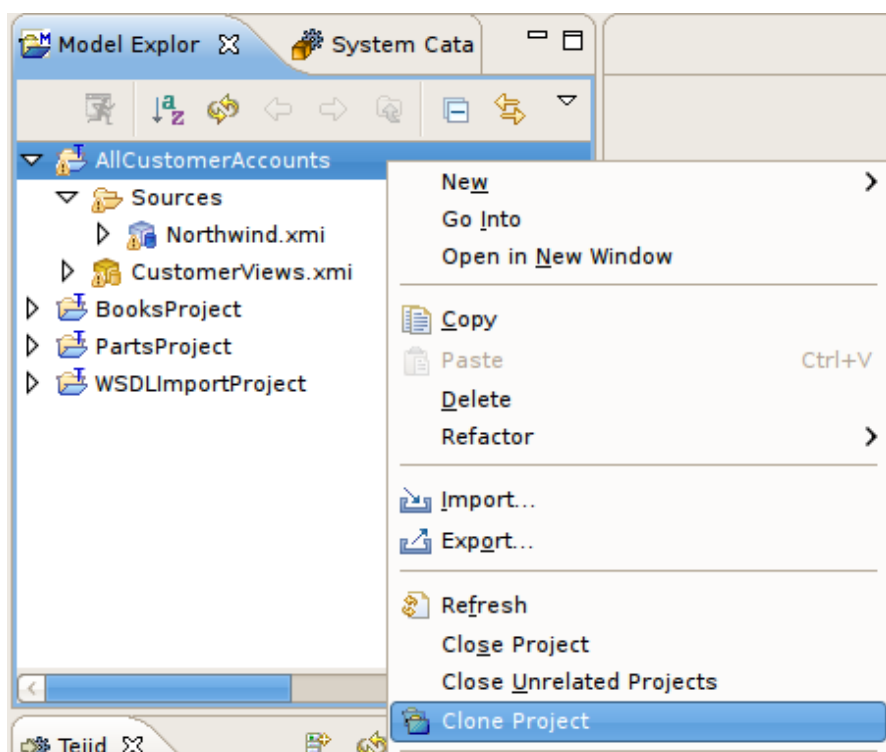 Model Explor
System Cata
AllCustomerAccounts
Sources
Northwind.xmi
CustomerViews.xmi
BooksProject
PartsProject
WSDLImportProject
New
Go Into
Open in New Window
Copy
Paste Ctrl+V
Delete
Refactor
Import...
Export...
Refresh
Close Project
Close Unrelated Projects
Clone Project
Teiid